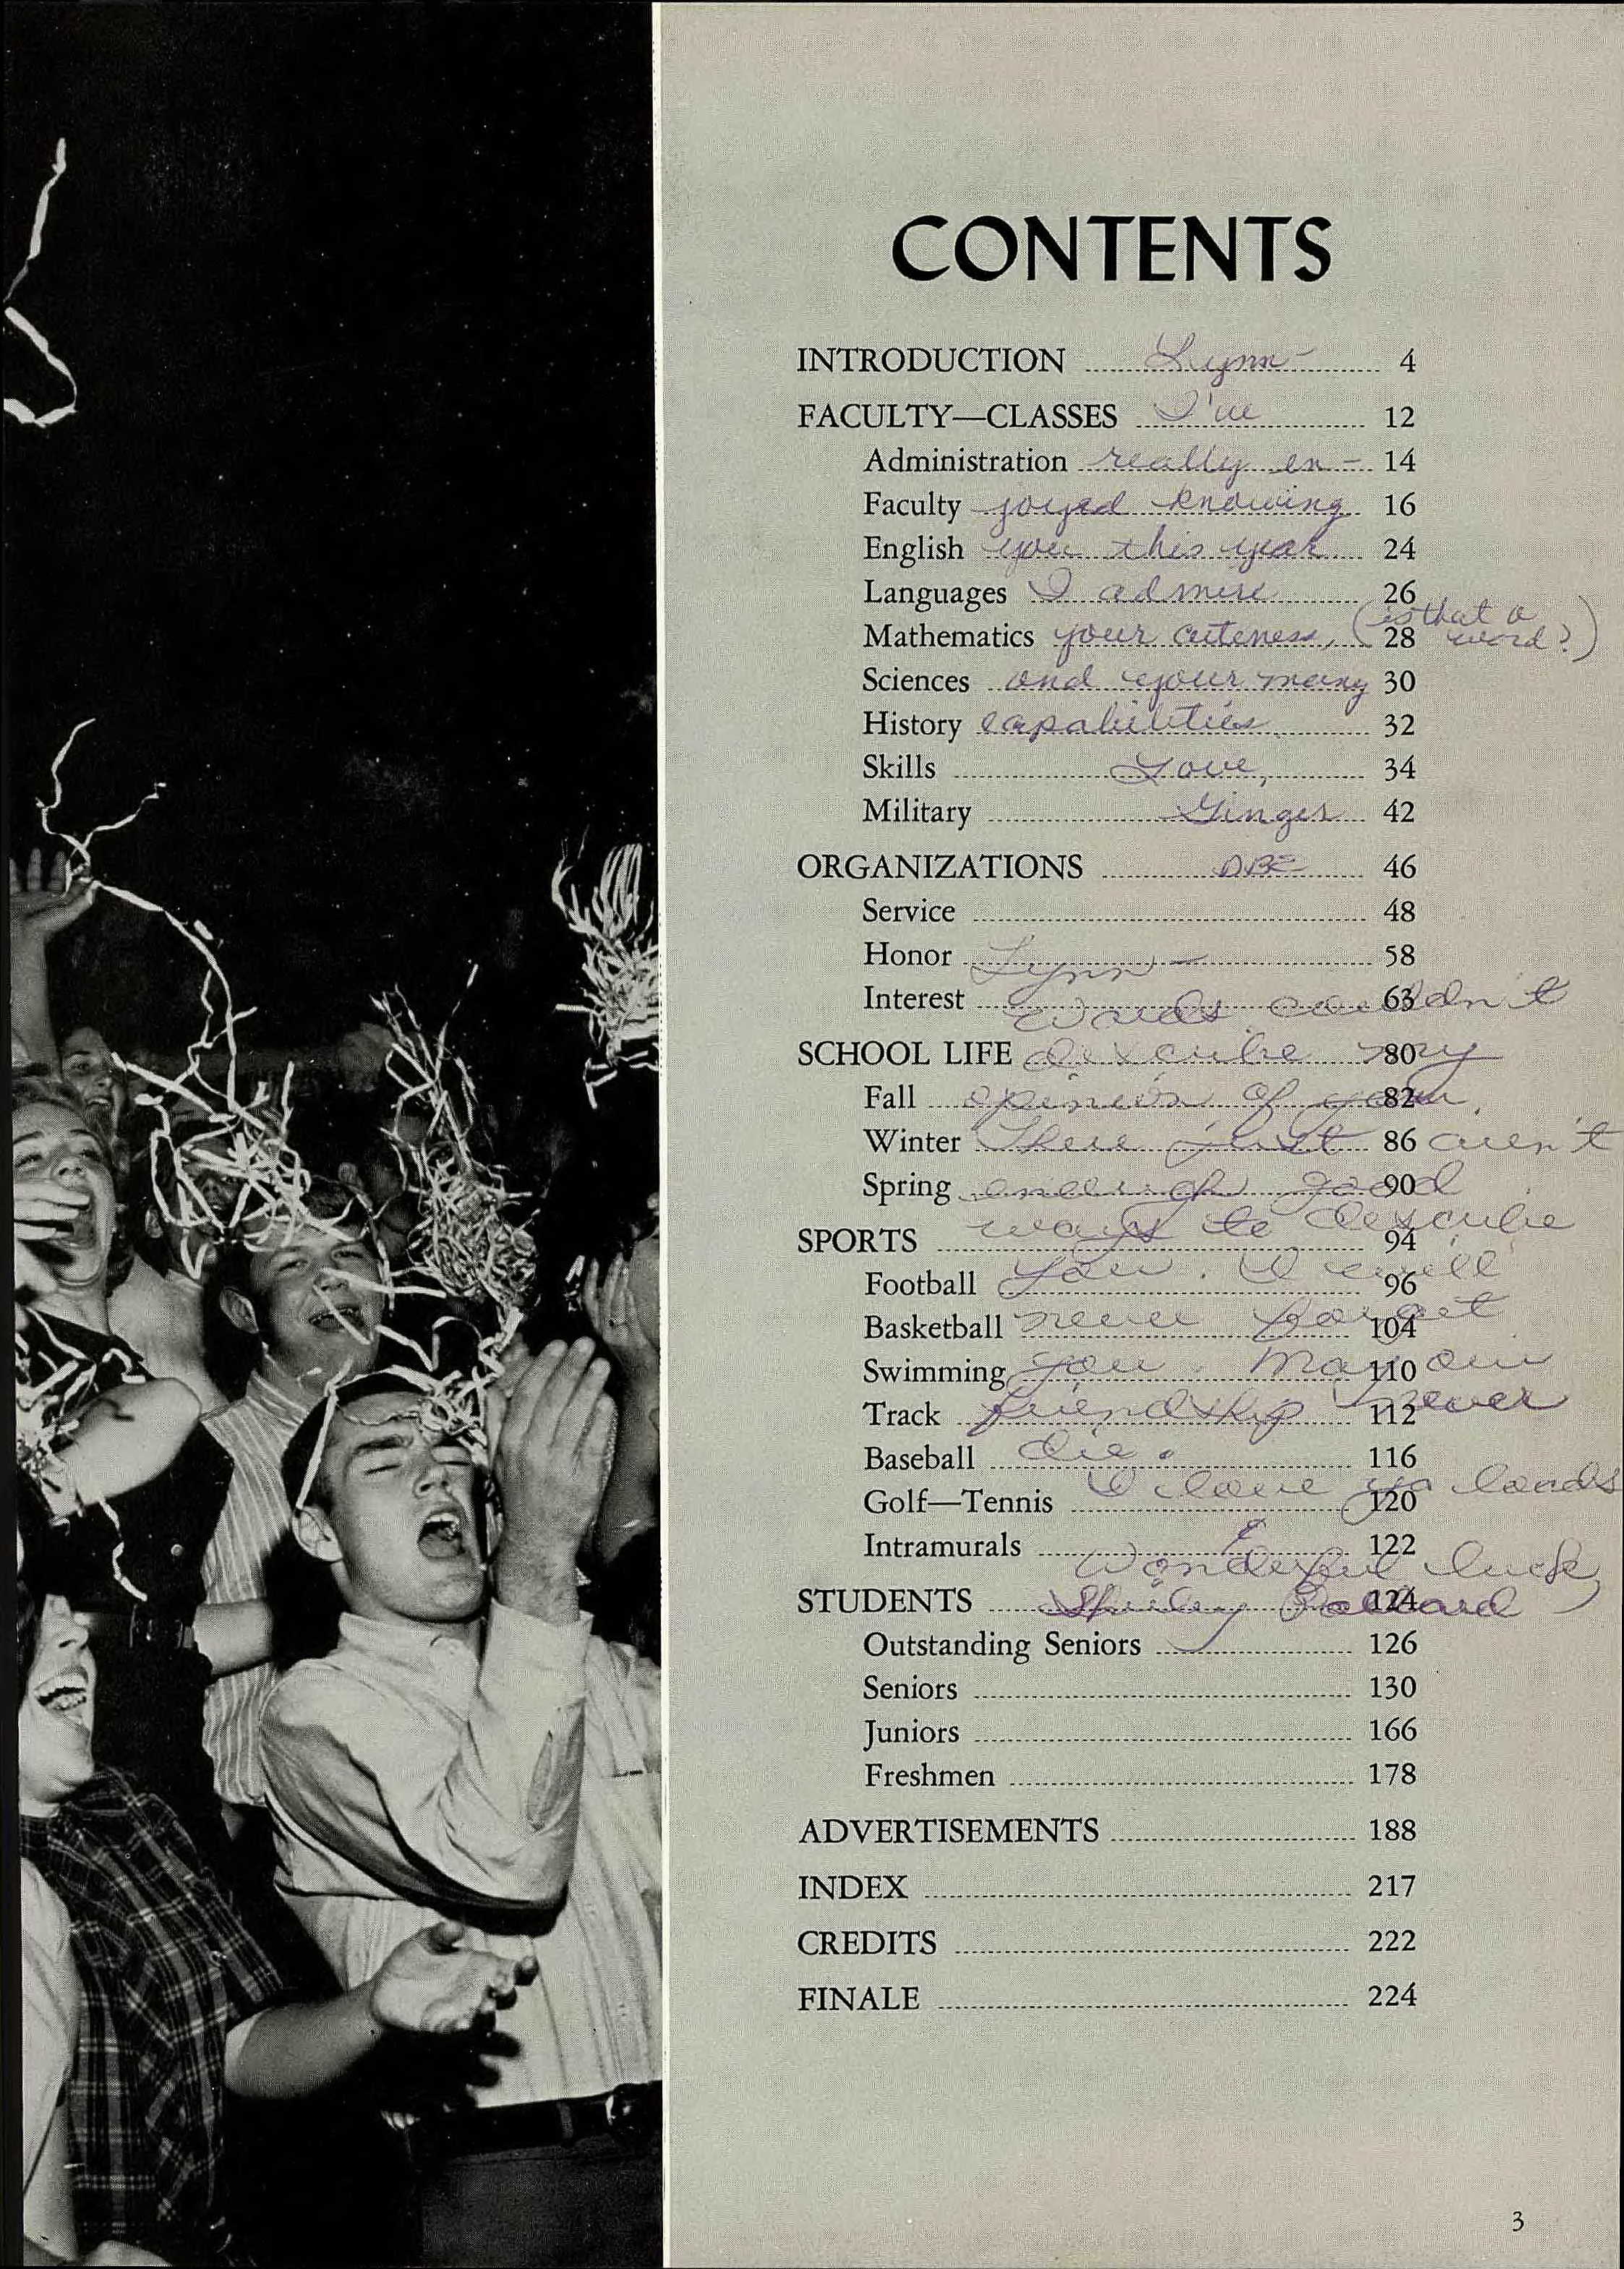 CONTENTS
INTRODUCTION Lynn- 4
FACULTY—CLASSES I've 12
Administration really en- 14
Faculty joyed knowing 16
English you this year 24
Languages I admire 26
Mathematics your cuteness, (is that a word?) 28
Sciences and your many 30
History capabilities 32
Skills Love, 34
Military Ginger 42
ORGANIZATIONS 46
Service 48
Honor Lynn- 58
Interest words couldn't 63
SCHOOL LIFE describe my 80
Fall opinion of you. 82
Winter There just aren't 86
Spring enough good 90
ways to describe
SPORTS 94
Football you. I will 96
Basketball never forget 104
Swimming you. May our 110
Track friendship never 112
Baseball die. 116
I love ya loads
Golf—Tennis 120
Intramurals 122
Wonderful luck,
STUDENTS Shirley 124
Outstanding Seniors 126
Seniors 130
Juniors 166
Freshmen 178
ADVERTISEMENTS 188
INDEX 217
CREDITS 222
FINALE 224
3